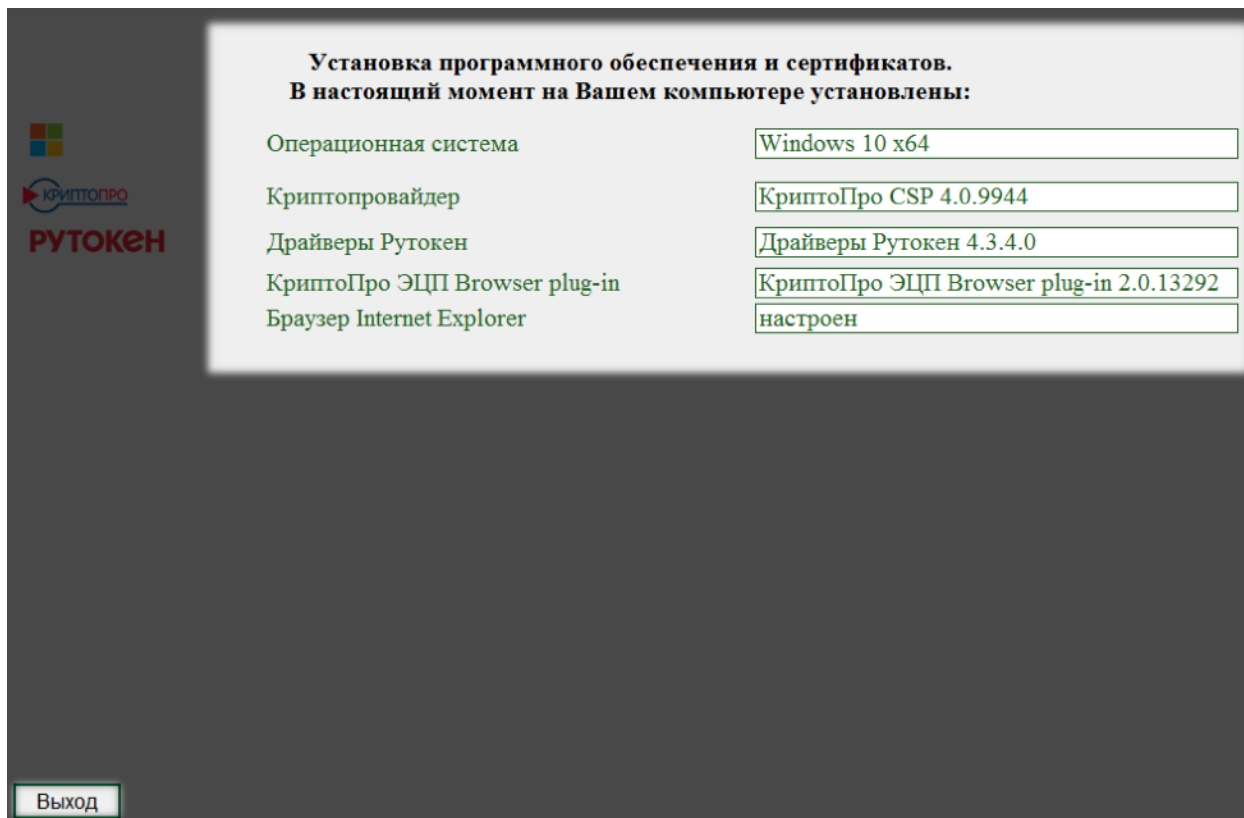 Установка программного обеспечения и сертификатов.
В настоящий момент на Вашем компьютере установлены:
Операционная система Windows 10 x64
КРИПТОПРО
Криптопровайдер КриптоПро CSP 4.0.9944
РУТОКЕН
Драйверы Рутокен Драйверы Рутокен 4.3.4.0
КриптоПро ЭЦП Browser plug-in КриптоПро ЭЦП Browser plug-in 2.0.13292
Браузер Internet Explorer настроен
Выход